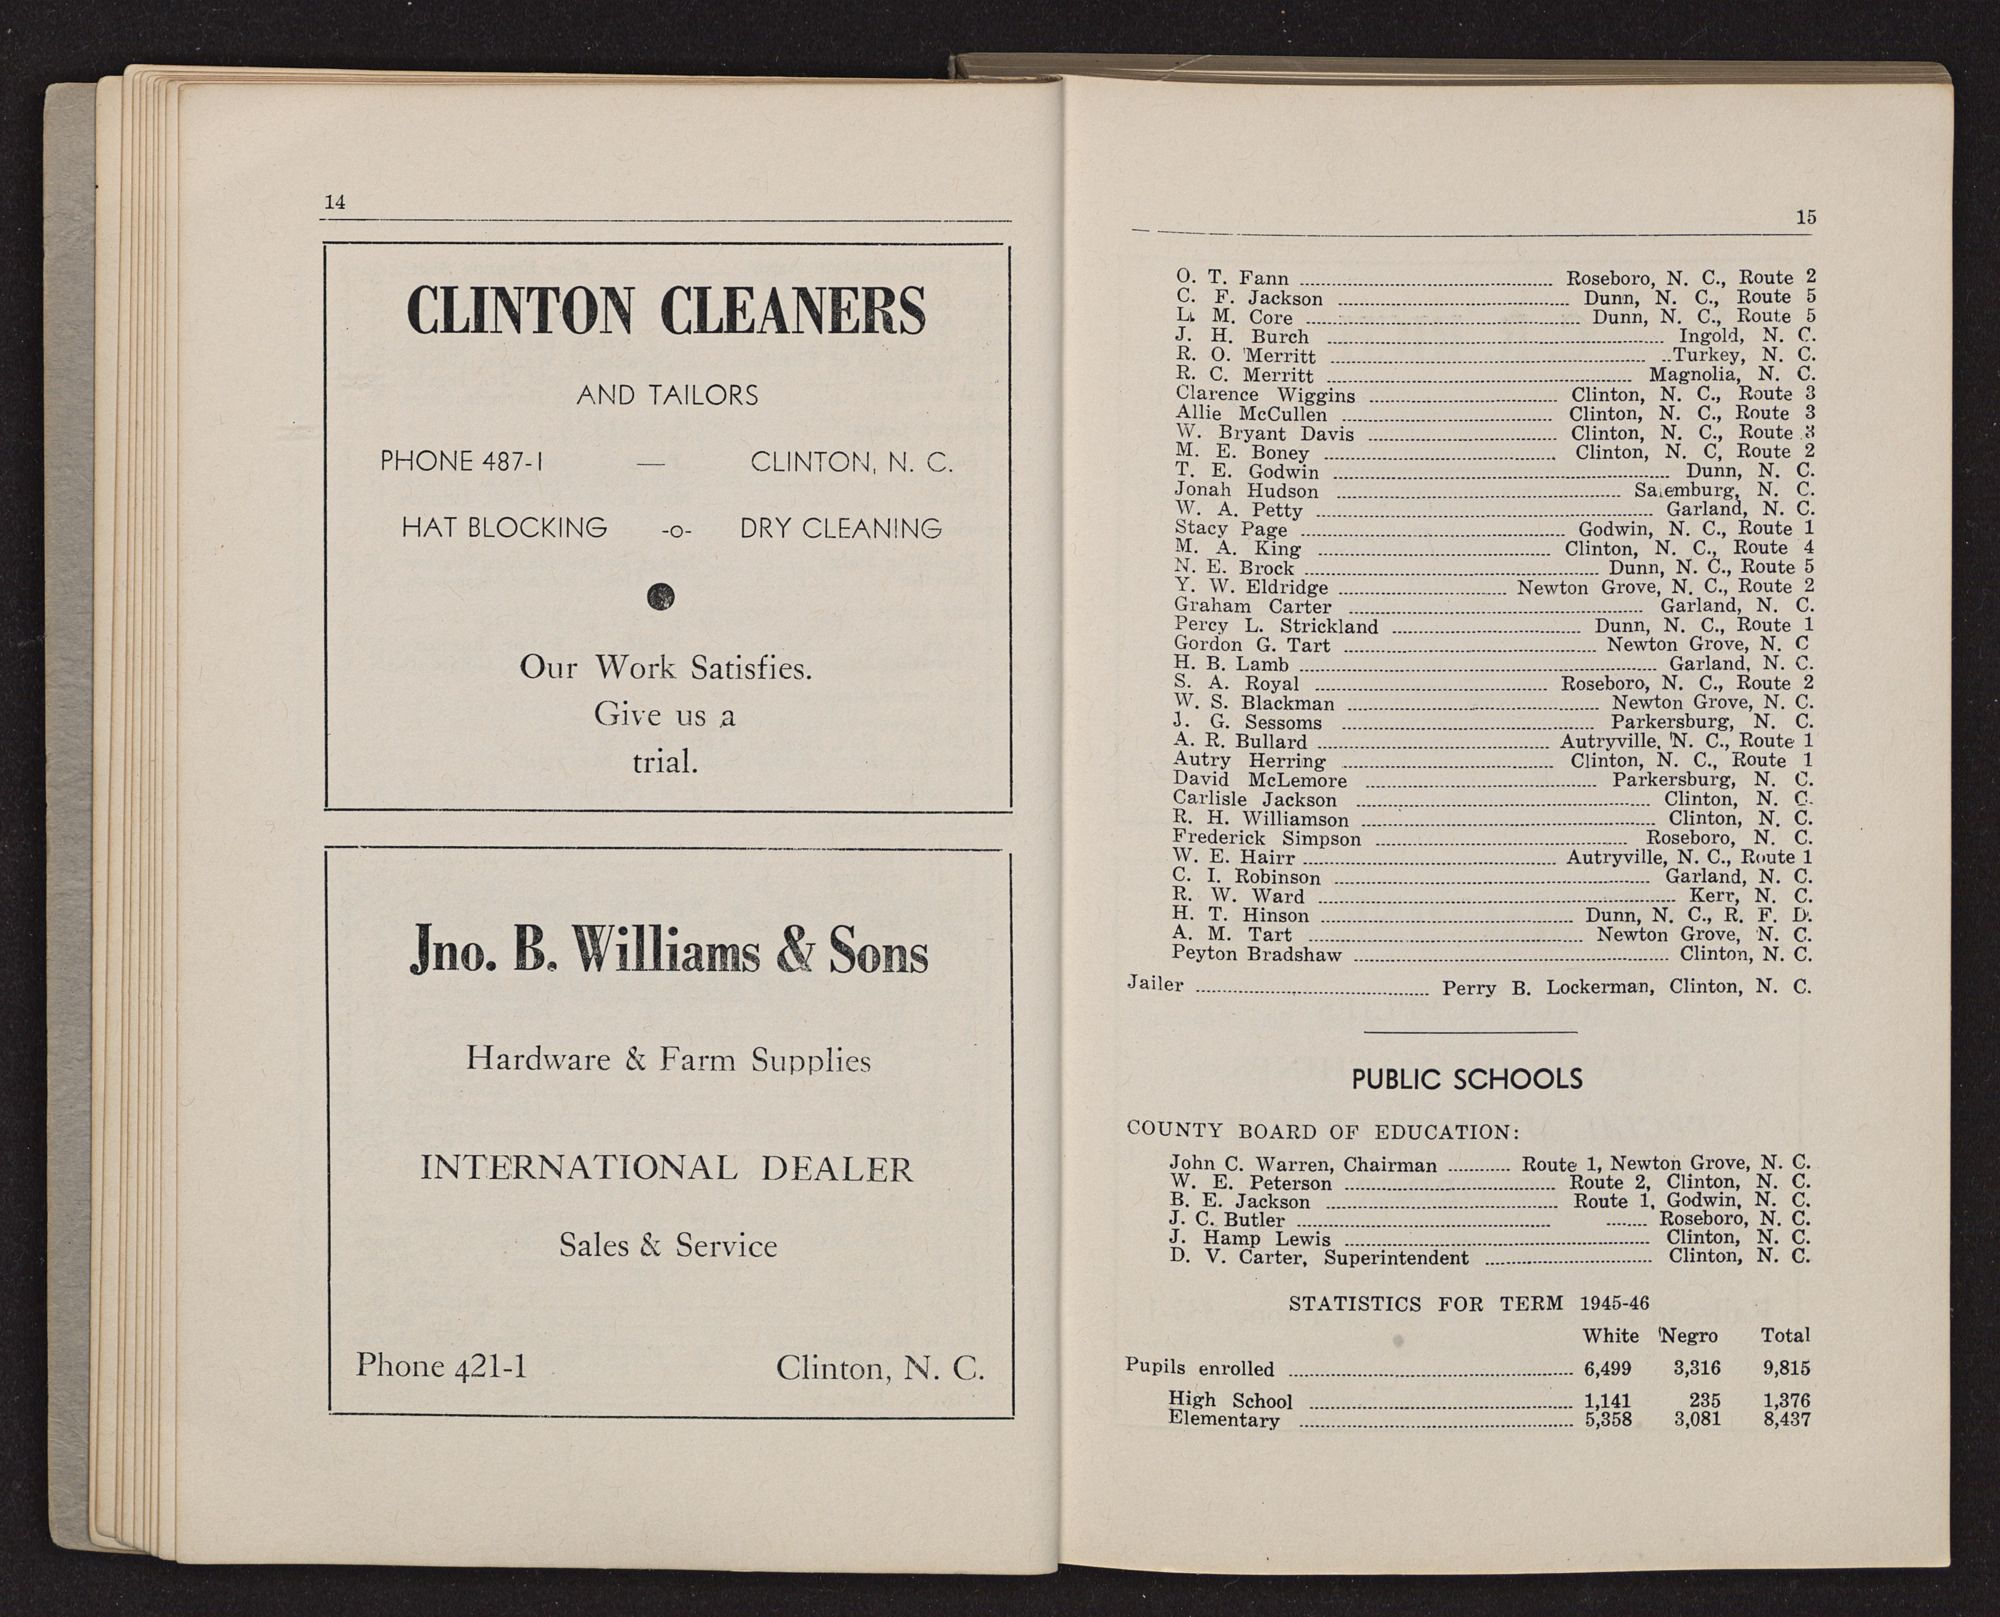 14
CLINTON CLEANERS
AND TAILORS
PHONE 487-1 — CLINTON, N. C.
HAT BLOCKING -o- DRY CLEANING
Our Work Satisfies.
Give us a
trial.
Jno. B. Williams & Sons
Hardware & Farm Supplies
INTERNATIONAL DEALER
Sales & Service
Phone 421-1 Clinton, N. C.
15
O. T. Fann ........ Roseboro, N. C., Route 2
C. F. Jackson ........ Dunn, N. C., Route 5
L. M. Core ........ Dunn, N. C., Route 5
J. H. Burch ........ Ingold, N. C.
R. O. Merritt ........ Turkey, N. C.
R. C. Merritt ........ Magnolia, N. C.
Clarence Wiggins ........ Clinton, N. C., Route 3
Allie McCullen ........ Clinton, N. C., Route 3
W. Bryant Davis ........ Clinton, N. C., Route 3
M. E. Boney ........ Clinton, N. C, Route 2
T. E. Godwin ........ Dunn, N. C.
Jonah Hudson ........ Salemburg, N. C.
W. A. Petty ........ Garland, N. C.
Stacy Page ........ Godwin, N. C., Route 1
M. A. King ........ Clinton, N. C., Route 4
N. E. Brock ........ Dunn, N. C., Route 5
Y. W. Eldridge ........ Newton Grove, N. C., Route 2
Graham Carter ........ Garland, N. C.
Percy L. Strickland ........ Dunn, N. C., Route 1
Gordon G. Tart ........ Newton Grove, N. C
H. B. Lamb ........ Garland, N. C.
S. A. Royal ........ Roseboro, N. C., Route 2
W. S. Blackman ........ Newton Grove, N. C.
J. G. Sessoms ........ Parkersburg, N. C.
A. R. Bullard ........ Autryville, N. C., Route 1
Autry Herring ........ Clinton, N. C., Route 1
David McLemore ........ Parkersburg, N. C.
Carlisle Jackson ........ Clinton, N. C.
R. H. Williamson ........ Clinton, N. C.
Frederick Simpson ........ Roseboro, N. C.
W. E. Hairr ........ Autryville, N. C., Route 1
C. I. Robinson ........ Garland, N. C.
R. W. Ward ........ Kerr, N. C.
H. T. Hinson ........ Dunn, N. C., R. F. D.
A. M. Tart ........ Newton Grove, N. C.
Peyton Bradshaw ........ Clinton, N. C.
Jailer ........ Perry B. Lockerman, Clinton, N. C.
PUBLIC SCHOOLS
COUNTY BOARD OF EDUCATION:
John C. Warren, Chairman ........ Route 1, Newton Grove, N. C.
W. E. Peterson ........ Route 2, Clinton, N. C.
B. E. Jackson ........ Route 1, Godwin, N. C.
J. C. Butler ........ Roseboro, N. C.
J. Hamp Lewis ........ Clinton, N. C.
D. V. Carter, Superintendent ........ Clinton, N. C.
STATISTICS FOR TERM 1945-46
White Negro Total
Pupils enrolled ........ 6,499 3,316 9,815
High School ........ 1,141 235 1,376
Elementary ........ 5,358 3,081 8,437